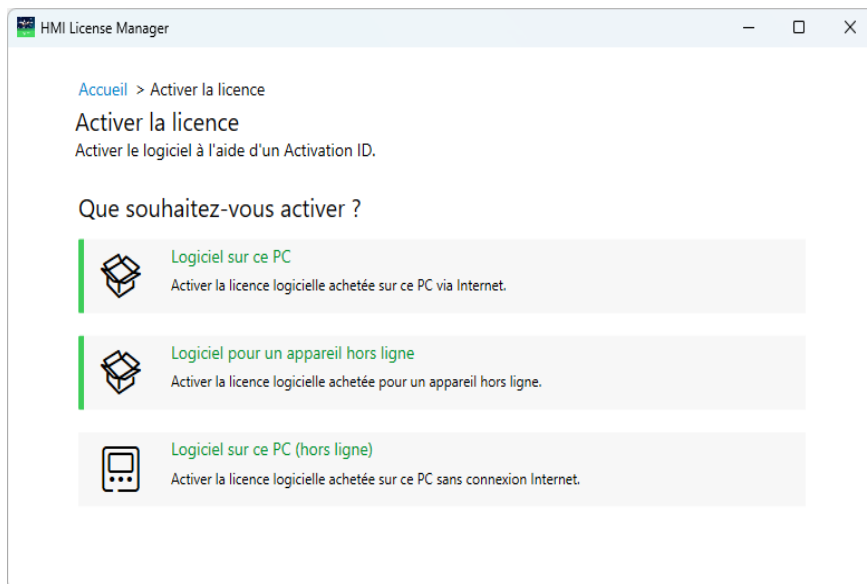 HMI License Manager
Accueil > Activer la licence
Activer la licence
Activer le logiciel à l'aide d'un Activation ID.
Que souhaitez-vous activer ?
Logiciel sur ce PC
Activer la licence logicielle achetée sur ce PC via Internet.
Logiciel pour un appareil hors ligne
Activer la licence logicielle achetée pour un appareil hors ligne.
Logiciel sur ce PC (hors ligne)
Activer la licence logicielle achetée sur ce PC sans connexion Internet.